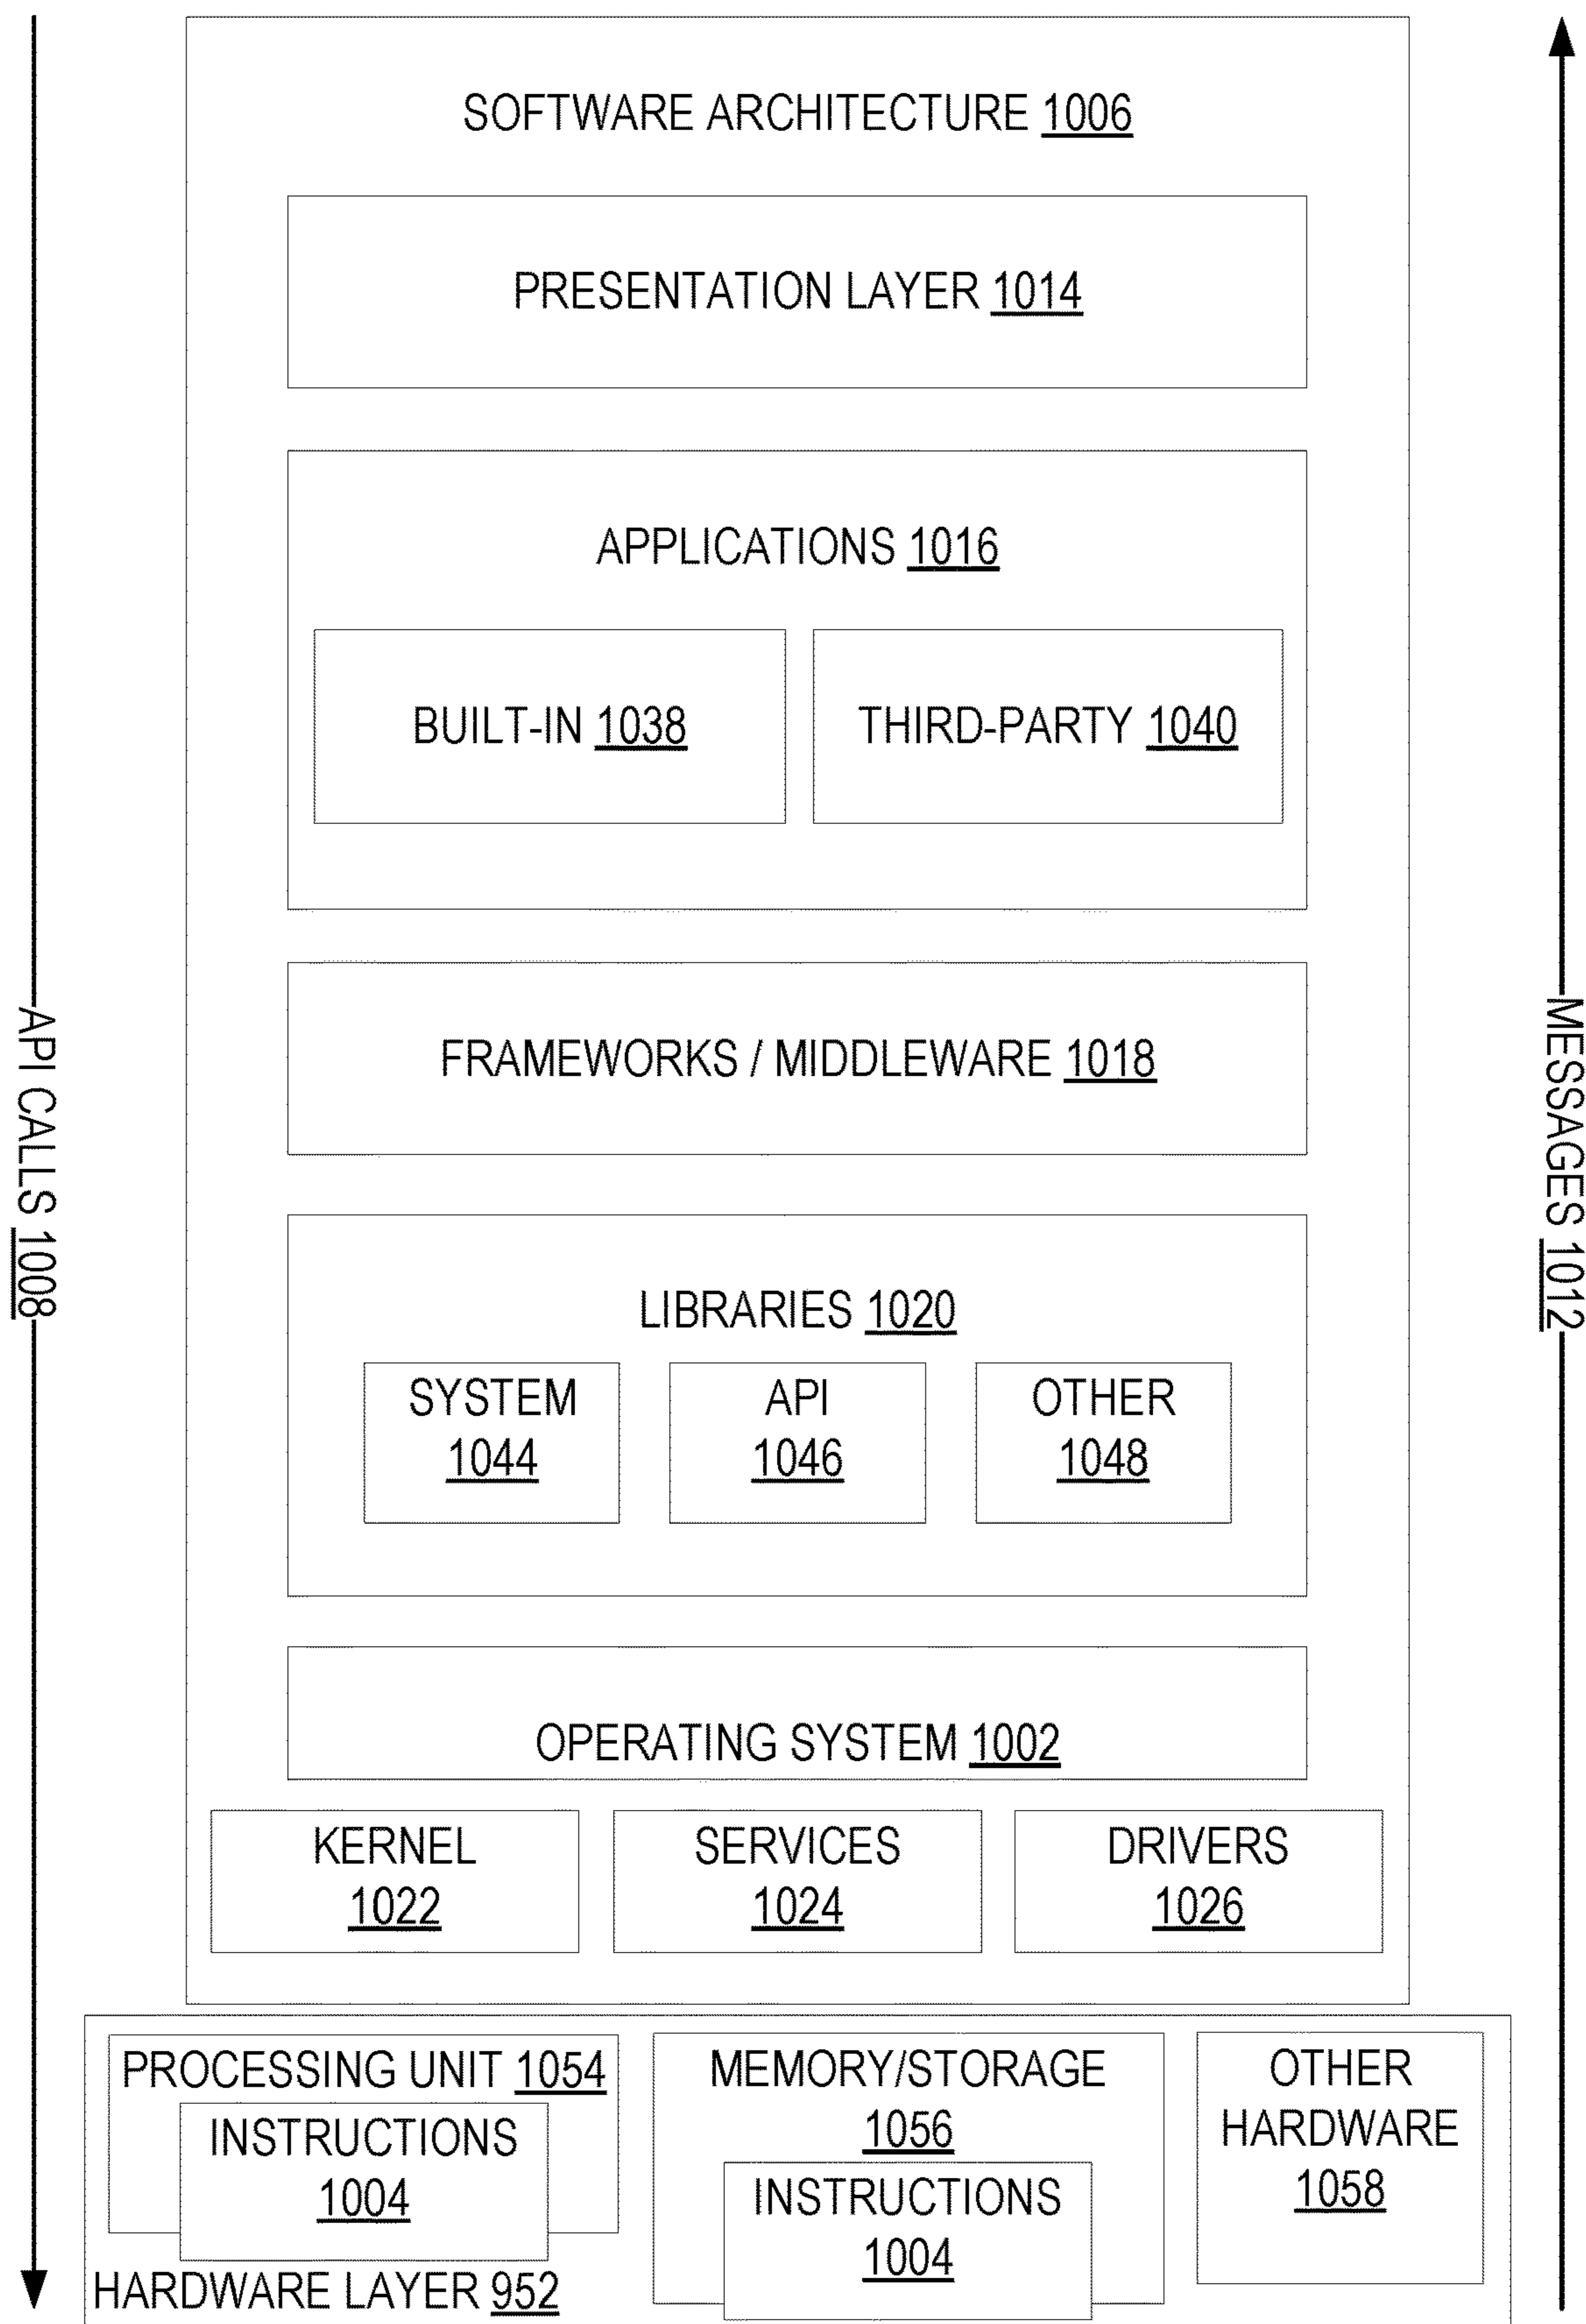 SOFTWARE ARCHITECTURE 1006
PRESENTATION LAYER 1014
APPLICATIONS 1016
BUILT-IN 1038
THIRD-PARTY 1040
FRAMEWORKS / MIDDLEWARE 1018
API CALLS 1008
MESSAGES 1012
LIBRARIES 1020
SYSTEM
1044
API
1046
OTHER
1048
OPERATING SYSTEM 1002
KERNEL
1022
SERVICES
1024
DRIVERS
1026
PROCESSING UNIT 1054
INSTRUCTIONS
1004
MEMORY/STORAGE
1056
INSTRUCTIONS
1004
OTHER
HARDWARE
1058
HARDWARE LAYER 952